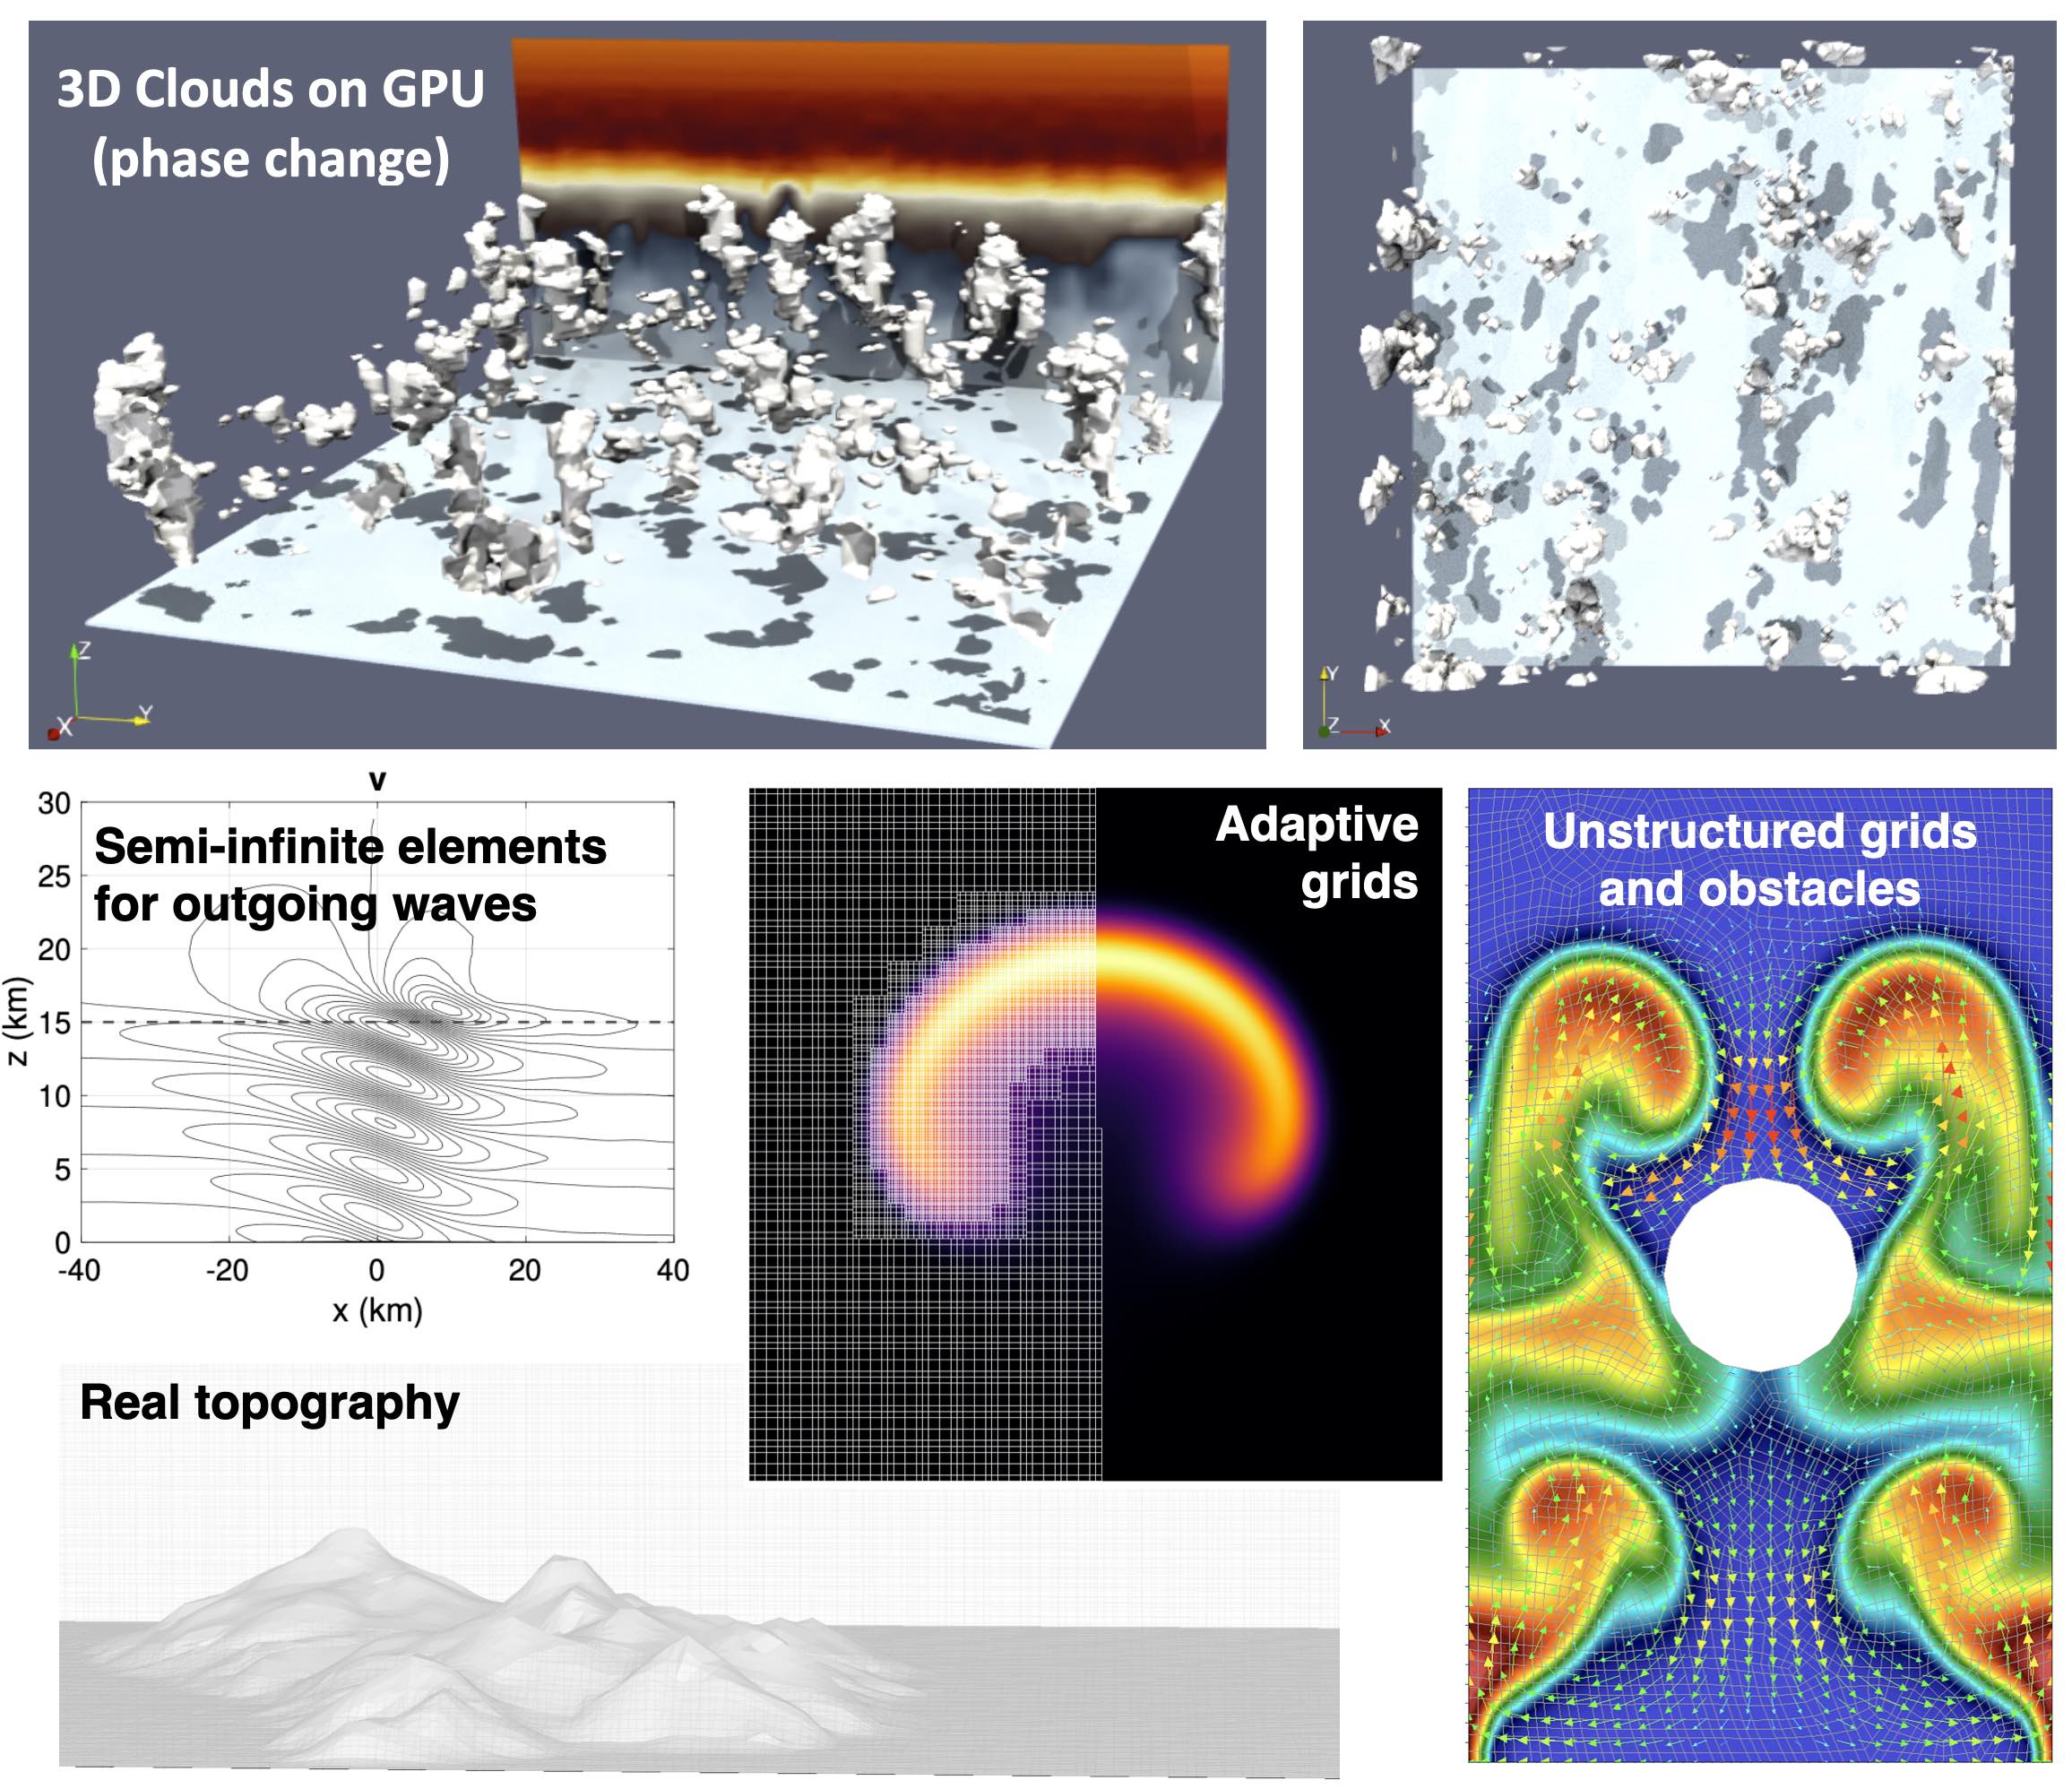 3D Clouds on GPU
(phase change)
Z
Y
X
Y
Z
X
v
30
25
20
15
10
5
0
z (km)
Semi-infinite elements
for outgoing waves
-40
-20
0
20
40
x (km)
Adaptive
grids
Unstructured grids
and obstacles
Real topography